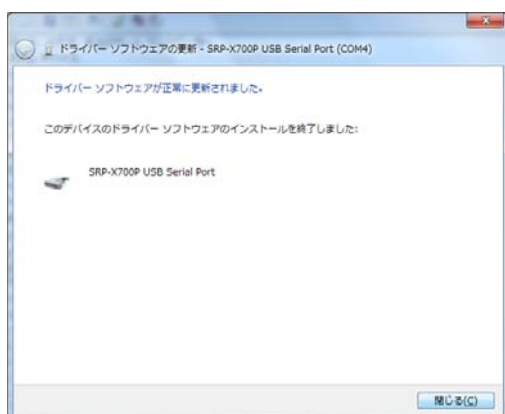 ドライバー ソフトウェアの更新 - SRP-X700P USB Serial Port (COM4)
ドライバー ソフトウェアが正常に更新されました。
このデバイスのドライバー ソフトウェアのインストールを終了しました:
SRP-X700P USB Serial Port
閉じる(C)